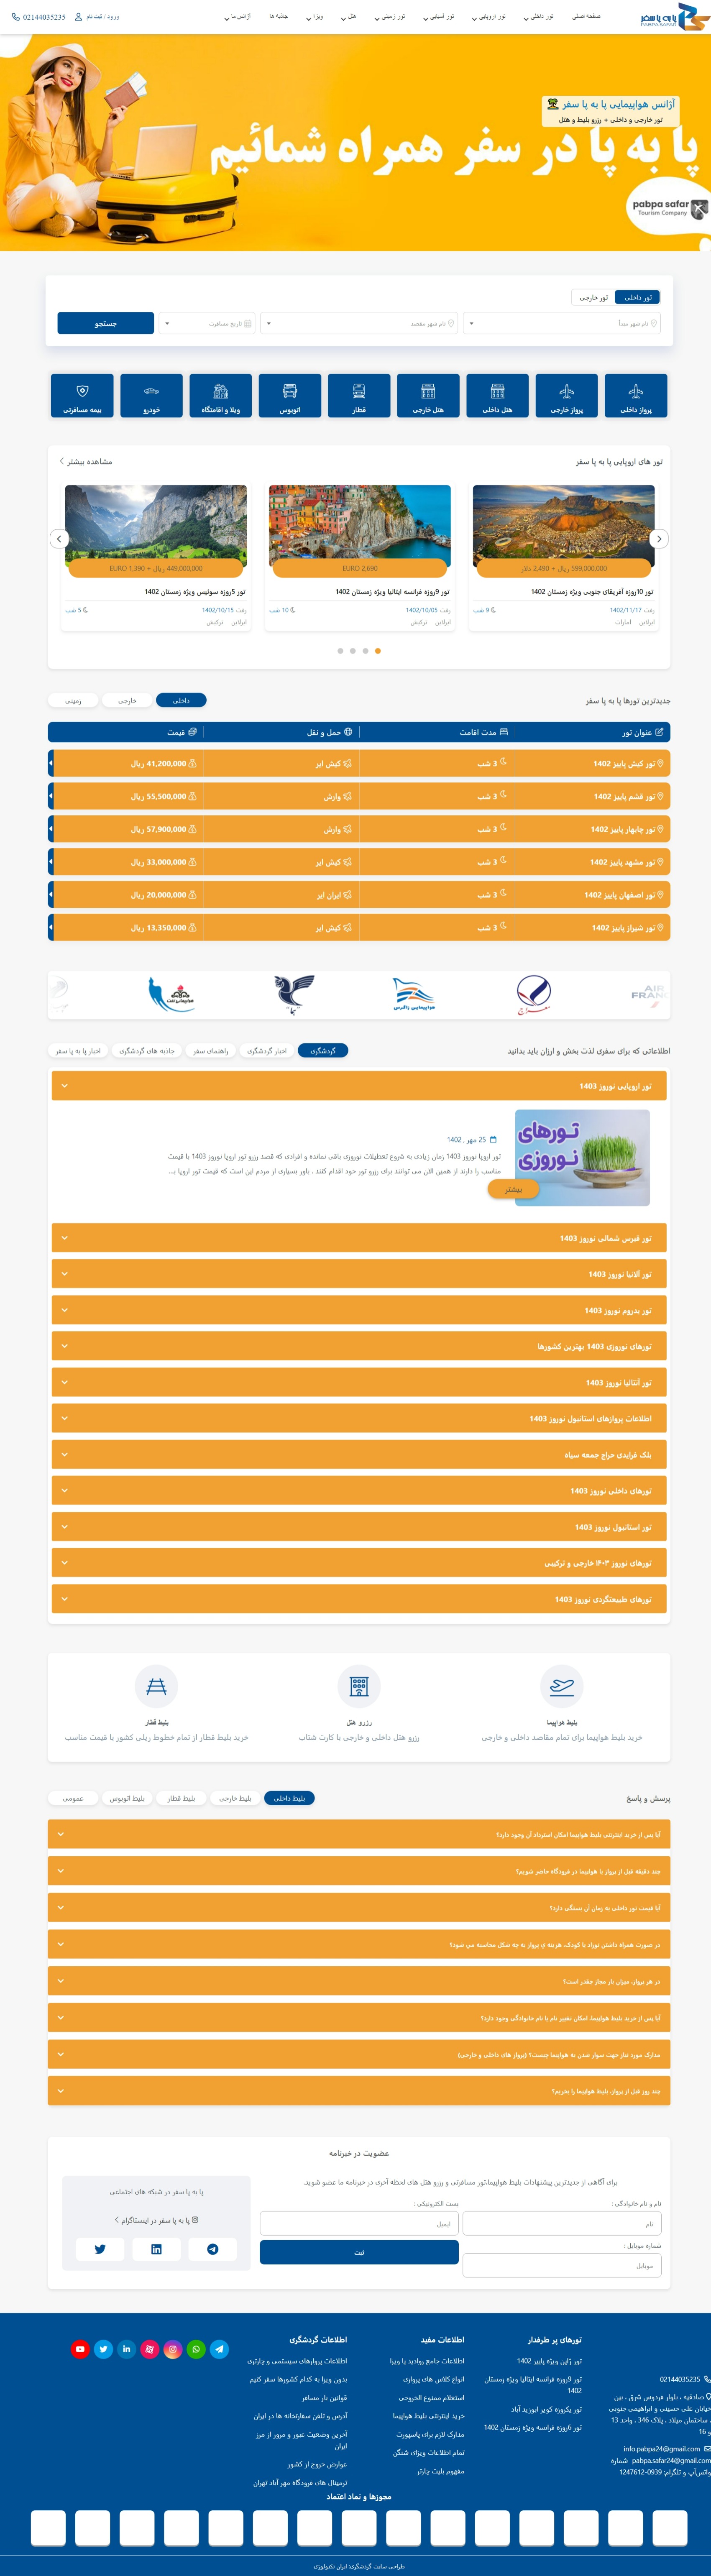 پا به پا سفر
PABEPA SAFAR
صفحه اصلی
تور داخلی
تور اروپایی
تور آسیایی
تور زمینی
هتل
ویزا
جاذبه ها
آژانس ما
ورود / ثبت نام
02144035235
آژانس هواپیمایی پا به پا سفر
تور خارجی و داخلی + رزرو بلیط و هتل
پا به پا در سفر همراه شمائیم
pabpa safar
Tourism Company
تور داخلی
تور خارجی
نام شهر مبدأ
نام شهر مقصد
تاریخ مسافرت
جستجو
پرواز داخلی
پرواز خارجی
هتل داخلی
هتل خارجی
قطار
اتوبوس
ویلا و اقامتگاه
خودرو
بیمه مسافرتی
تور های اروپایی پا به پا سفر
مشاهده بیشتر
599,000,000 ریال + 2,490 دلار
تور 10روزه آفریقای جنوبی ویژه زمستان 1402
رفت 1402/11/17
9 شب
ایرلاین امارات
2,690 EURO
تور 9روزه فرانسه ایتالیا ویژه زمستان 1402
رفت 1402/10/05
10 شب
ایرلاین ترکیش
449,000,000 ریال + 1,390 EURO
تور 5روزه سوئیس ویژه زمستان 1402
رفت 1402/10/15
5 شب
ایرلاین ترکیش
جدیدترین تورها پا به پا سفر
داخلی
خارجی
زمینی
عنوان تور
مدت اقامت
حمل و نقل
قیمت
تور کیش پاییز 1402
3 شب
کیش ایر
41,200,000 ریال
تور قشم پاییز 1402
3 شب
وارش
55,500,000 ریال
تور چابهار پاییز 1402
3 شب
وارش
57,900,000 ریال
تور مشهد پاییز 1402
3 شب
کیش ایر
33,000,000 ریال
تور اصفهان پاییز 1402
3 شب
ایران ایر
20,000,000 ریال
تور شیراز پاییز 1402
3 شب
کیش ایر
13,350,000 ریال
AIR FRANC
معراج
هواپیمایی زاگرس
هما
هواپیمایی نفت
اطلاعاتی که برای سفری لذت بخش و ارزان باید بدانید
گردشگری
اخبار گردشگری
راهنمای سفر
جاذبه های گردشگری
اخبار پا به پا سفر
تور اروپایی نوروز 1403
تورهای
نوروزی
25 مهر , 1402
تور اروپا نوروز 1403 زمان زیادی به شروع تعطیلات نوروزی باقی نمانده و افرادی که قصد رزرو تور اروپا نوروز 1403 با قیمت
مناسب را دارند از همین الان می توانند برای رزرو تور خود اقدام کنند . باور بسیاری از مردم این است که قیمت تور اروپا بـ...
بیشتر
تور قبرس شمالی نوروز 1403
تور آلانیا نوروز 1403
تور بدروم نوروز 1403
تورهای نوروزی 1403 بهترین کشورها
تور آنتالیا نوروز 1403
اطلاعات پروازهای استانبول نوروز 1403
بلک فرایدی حراج جمعه سیاه
تورهای داخلی نوروز 1403
تور استانبول نوروز 1403
تورهای نوروز ۱۴۰۳ خارجی و ترکیبی
تورهای طبیعتگردی نوروز 1403
بلیط هواپیما
خرید بلیط هواپیما برای تمام مقاصد داخلی و خارجی
رزرو هتل
رزرو هتل داخلی و خارجی با کارت شتاب
بلیط قطار
خرید بلیط قطار از تمام خطوط ریلی کشور با قیمت مناسب
پرسش و پاسخ
بلیط داخلی
بلیط خارجی
بلیط قطار
بلیط اتوبوس
عمومی
آیا پس از خرید اینترنتی بلیط هواپیما امکان استرداد آن وجود دارد؟
چند دقیقه قبل از پرواز با هواپیما در فرودگاه حاضر شویم؟
آیا قیمت تور داخلی به زمان آن بستگی دارد؟
در صورت همراه داشتن نوزاد یا کودک، هزینه ی پرواز به چه شکل محاسبه می شود؟
در هر پرواز، میزان بار مجاز چقدر است؟
آیا پس از خرید بلیط هواپیما، امکان تغییر نام یا نام خانوادگی وجود دارد؟
مدارک مورد نیاز جهت سوار شدن به هواپیما چیست؟ (پرواز های داخلی و خارجی)
چند روز قبل از پرواز، بلیط هواپیما را بخریم؟
عضویت در خبرنامه
برای آگاهی از جدیدترین پیشنهادات بلیط هواپیما،تور مسافرتی و رزرو هتل های لحظه آخری در خبرنامه ما عضو شوید.
نام و نام خانوادگی :
نام
پست الکترونیکی :
ایمیل
شماره موبایل :
موبایل
ثبت
پا به پا سفر در شبکه های اجتماعی
پا به پا سفر در اینستاگرام
02144035235
صادقیه ، بلوار فردوس شرق ، بین
خیابان علی حسینی و ابراهیمی جنوبی
، ساختمان میلاد ، پلاک 346 ، واحد 13
و 16
info.pabpa24@gmail.com
pabpa.safar24@gmail.com شماره
واتس‌آپ و تلگرام: 0939-1247612
تورهای پر طرفدار
تور ژاپن ویژه پاییز 1402
تور 9روزه فرانسه ایتالیا ویژه زمستان
1402
تور یکروزه کویر ابوزید آباد
تور 6روزه فرانسه ویژه زمستان 1402
اطلاعات مفید
اطلاعات جامع روادید یا ویزا
انواع کلاس های پروازی
استعلام ممنوع الخروجی
خرید اینترنتی بلیط هواپیما
مدارک لازم برای پاسپورت
تمام اطلاعات ویزای شنگن
مفهوم بلیت چارتر
اطلاعات گردشگری
اطلاعات پروازهای سیستمی و چارتری
بدون ویزا به کدام کشورها سفر کنیم
قوانین بار مسافر
آدرس و تلفن سفارتخانه ها در ایران
آخرین وضعیت عبور و مرور از مرز
ایران
عوارض خروج از کشور
ترمینال های فرودگاه مهر آباد تهران
مجوزها و نماد اعتماد
طراحی سایت گردشگری: ایران تکنولوژی